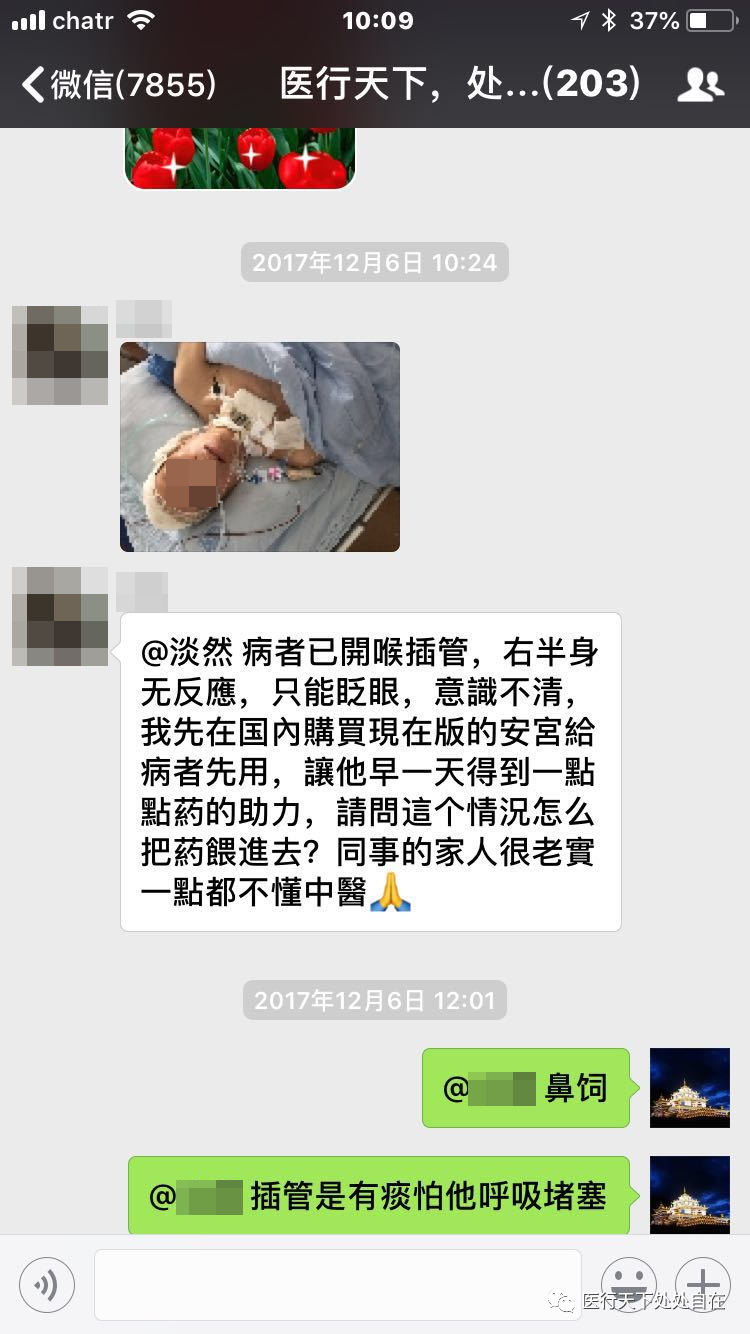 chatr 10:09 37%
微信(7855) 医行天下，处...(203)
2017年12月6日 10:24
@淡然 病者已開喉插管，右半身
无反應，只能眨眼，意識不清，
我先在国內購買現在版的安宮給
病者先用，讓他早一天得到一點
點葯的助力，請問這个情況怎么
把葯餵進去？同事的家人很老實
一點都不懂中醫🙏
2017年12月6日 12:01
@ 鼻饲
@ 插管是有痰怕他呼吸堵塞
医行天下处处自在